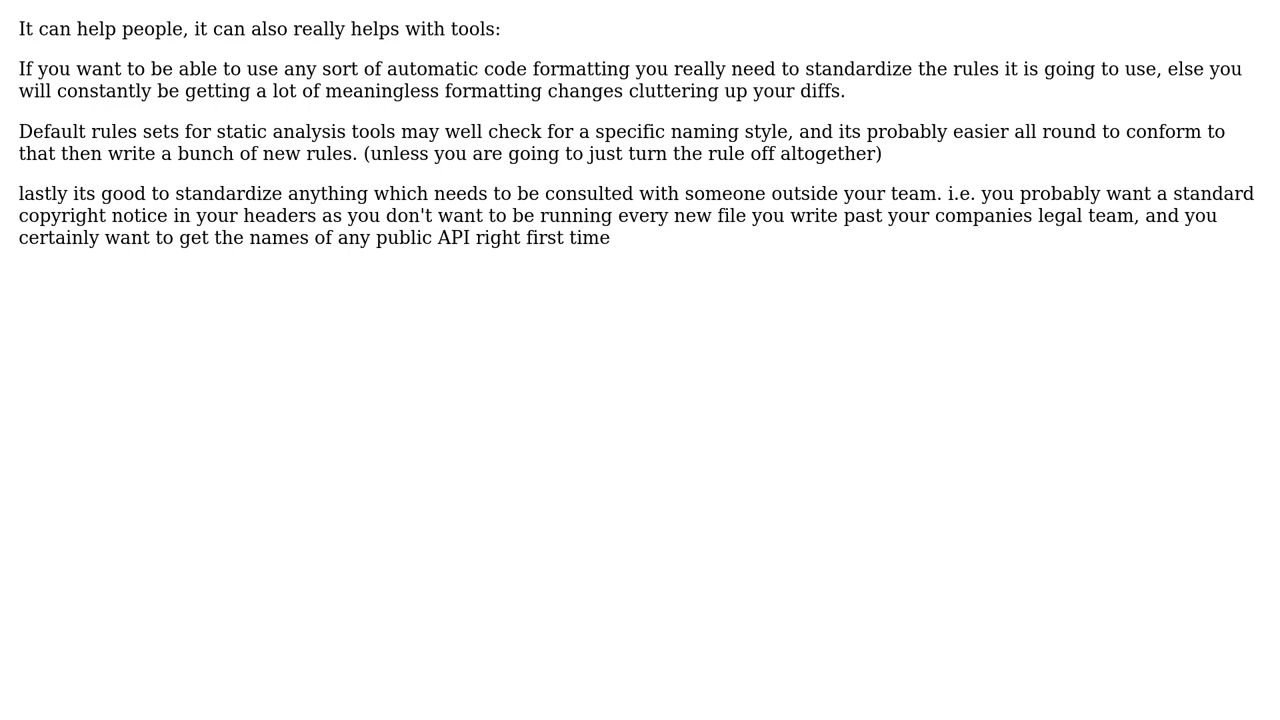 It can help people, it can also really helps with tools:
If you want to be able to use any sort of automatic code formatting you really need to standardize the rules it is going to use, else you
will constantly be getting a lot of meaningless formatting changes cluttering up your diffs.
Default rules sets for static analysis tools may well check for a specific naming style, and its probably easier all round to conform to
that then write a bunch of new rules. (unless you are going to just turn the rule off altogether)
lastly its good to standardize anything which needs to be consulted with someone outside your team. i.e. you probably want a standard
copyright notice in your headers as you don't want to be running every new file you write past your companies legal team, and you
certainly want to get the names of any public API right first time